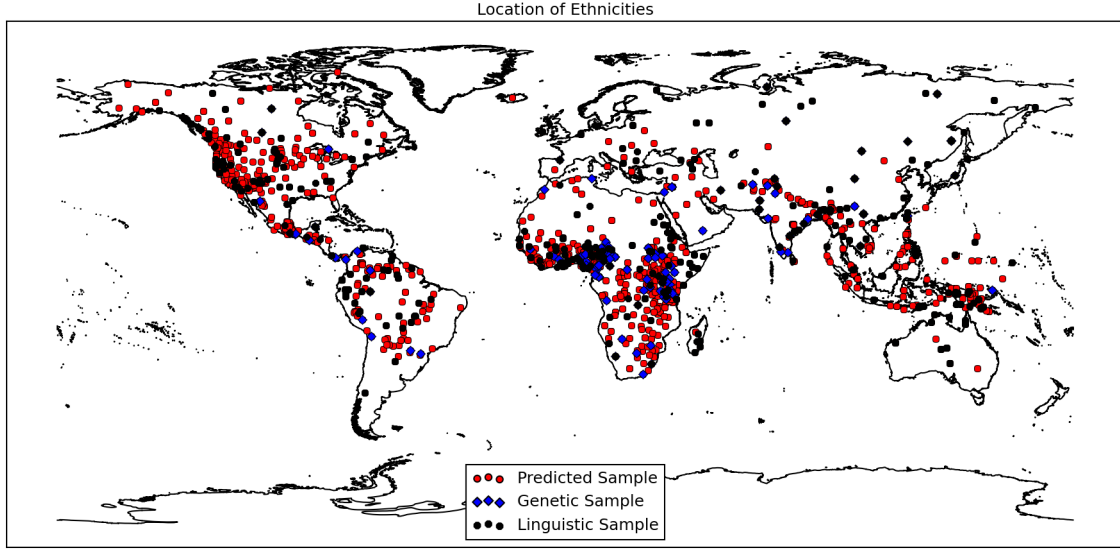 Location of Ethnicities
Predicted Sample
Genetic Sample
Linguistic Sample